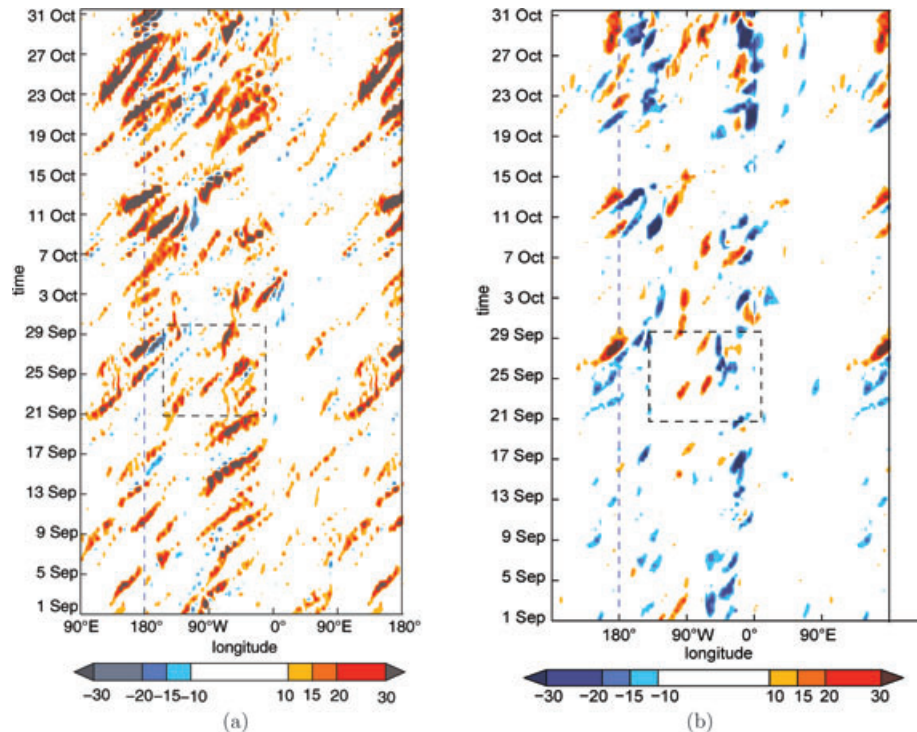 31 Oct
27 Oct
23 Oct
19 Oct
15 Oct
11 Oct
7 Oct
3 Oct
29 Sep
25 Sep
21 Sep
17 Sep
13 Sep
9 Sep
5 Sep
1 Sep
time
90°E 180° 90°W 0° 90°E 180°
longitude
−30 −20 −15 −10 10 15 20 30
(a)
31 Oct
27 Oct
23 Oct
19 Oct
15 Oct
11 Oct
7 Oct
3 Oct
29 Sep
25 Sep
21 Sep
17 Sep
13 Sep
9 Sep
5 Sep
1 Sep
time
180° 90°W 0° 90°E
longitude
−30 −20 −15 −10 10 15 20 30
(b)